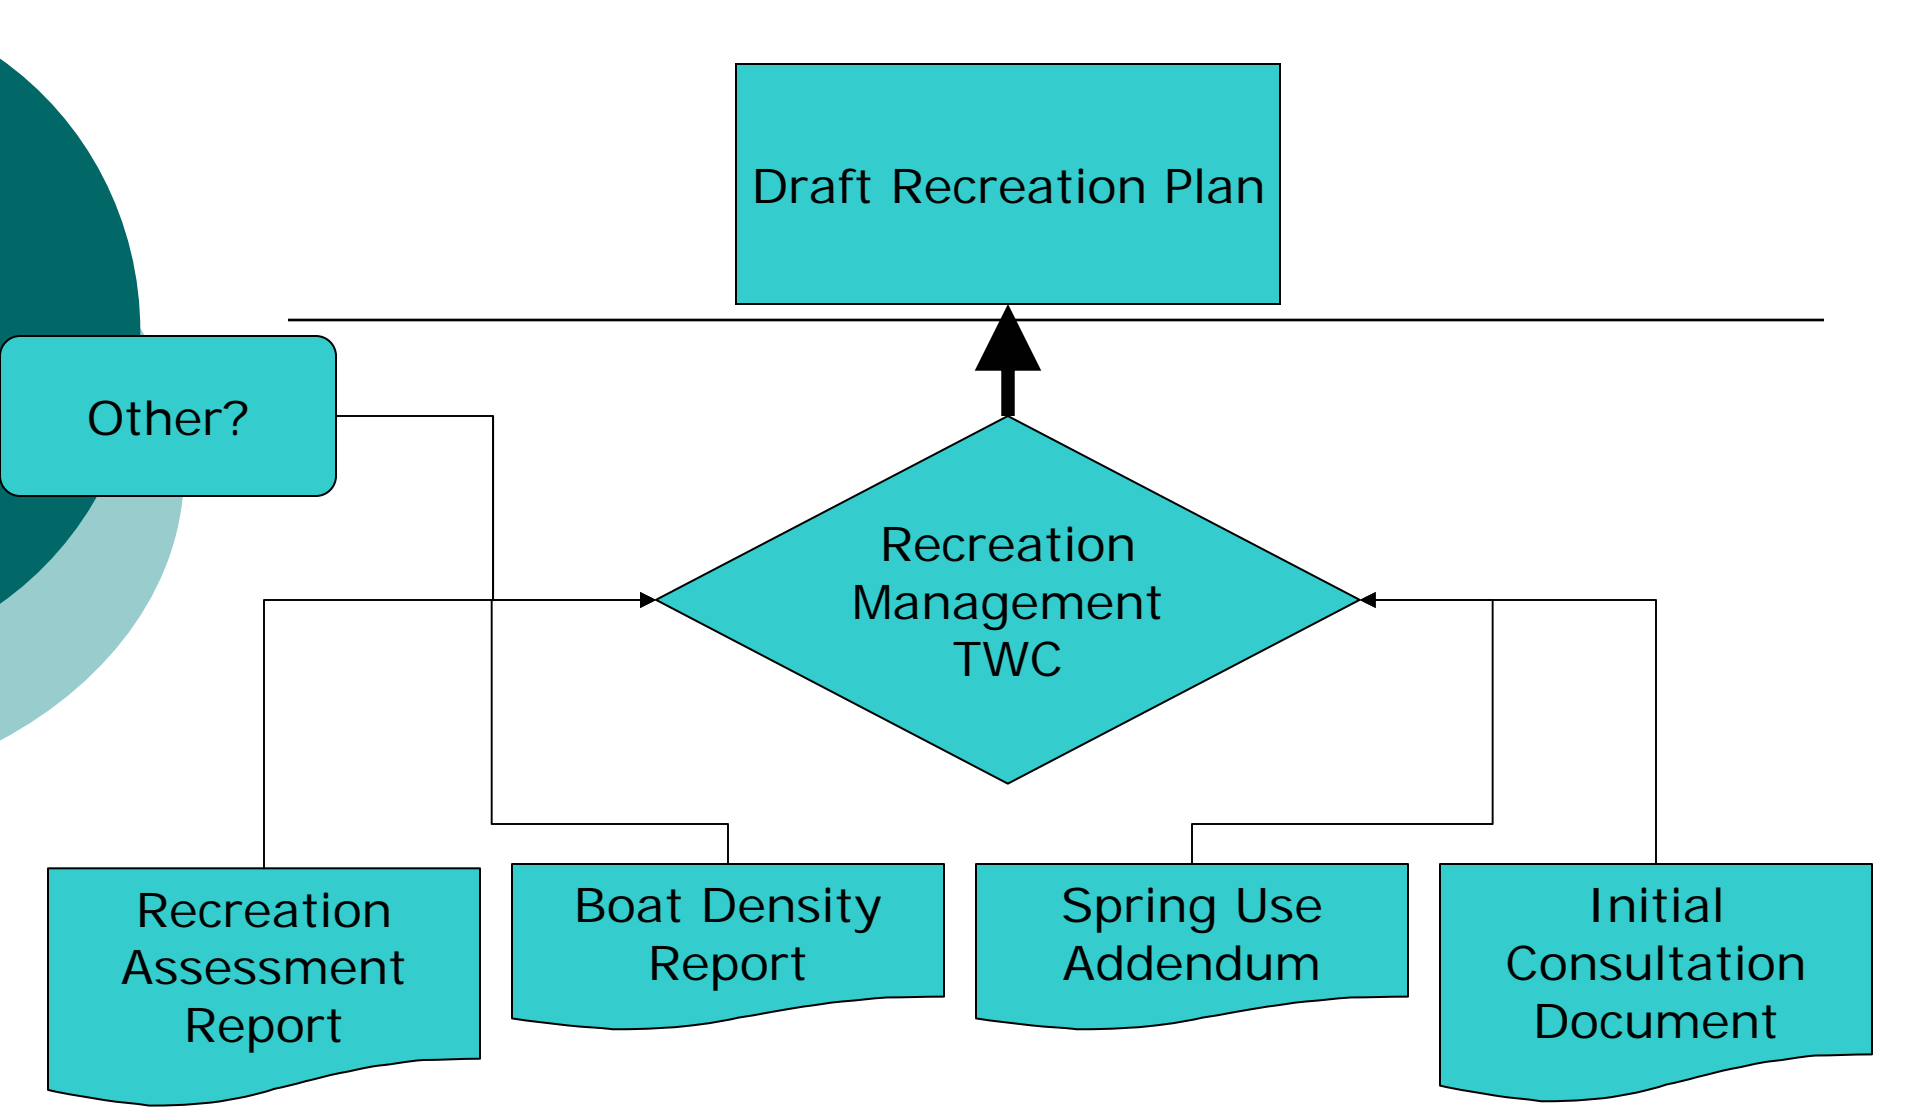 Draft Recreation Plan
Other?
Recreation
Management
TWC
Recreation
Assessment
Report
Boat Density
Report
Spring Use
Addendum
Initial
Consultation
Document